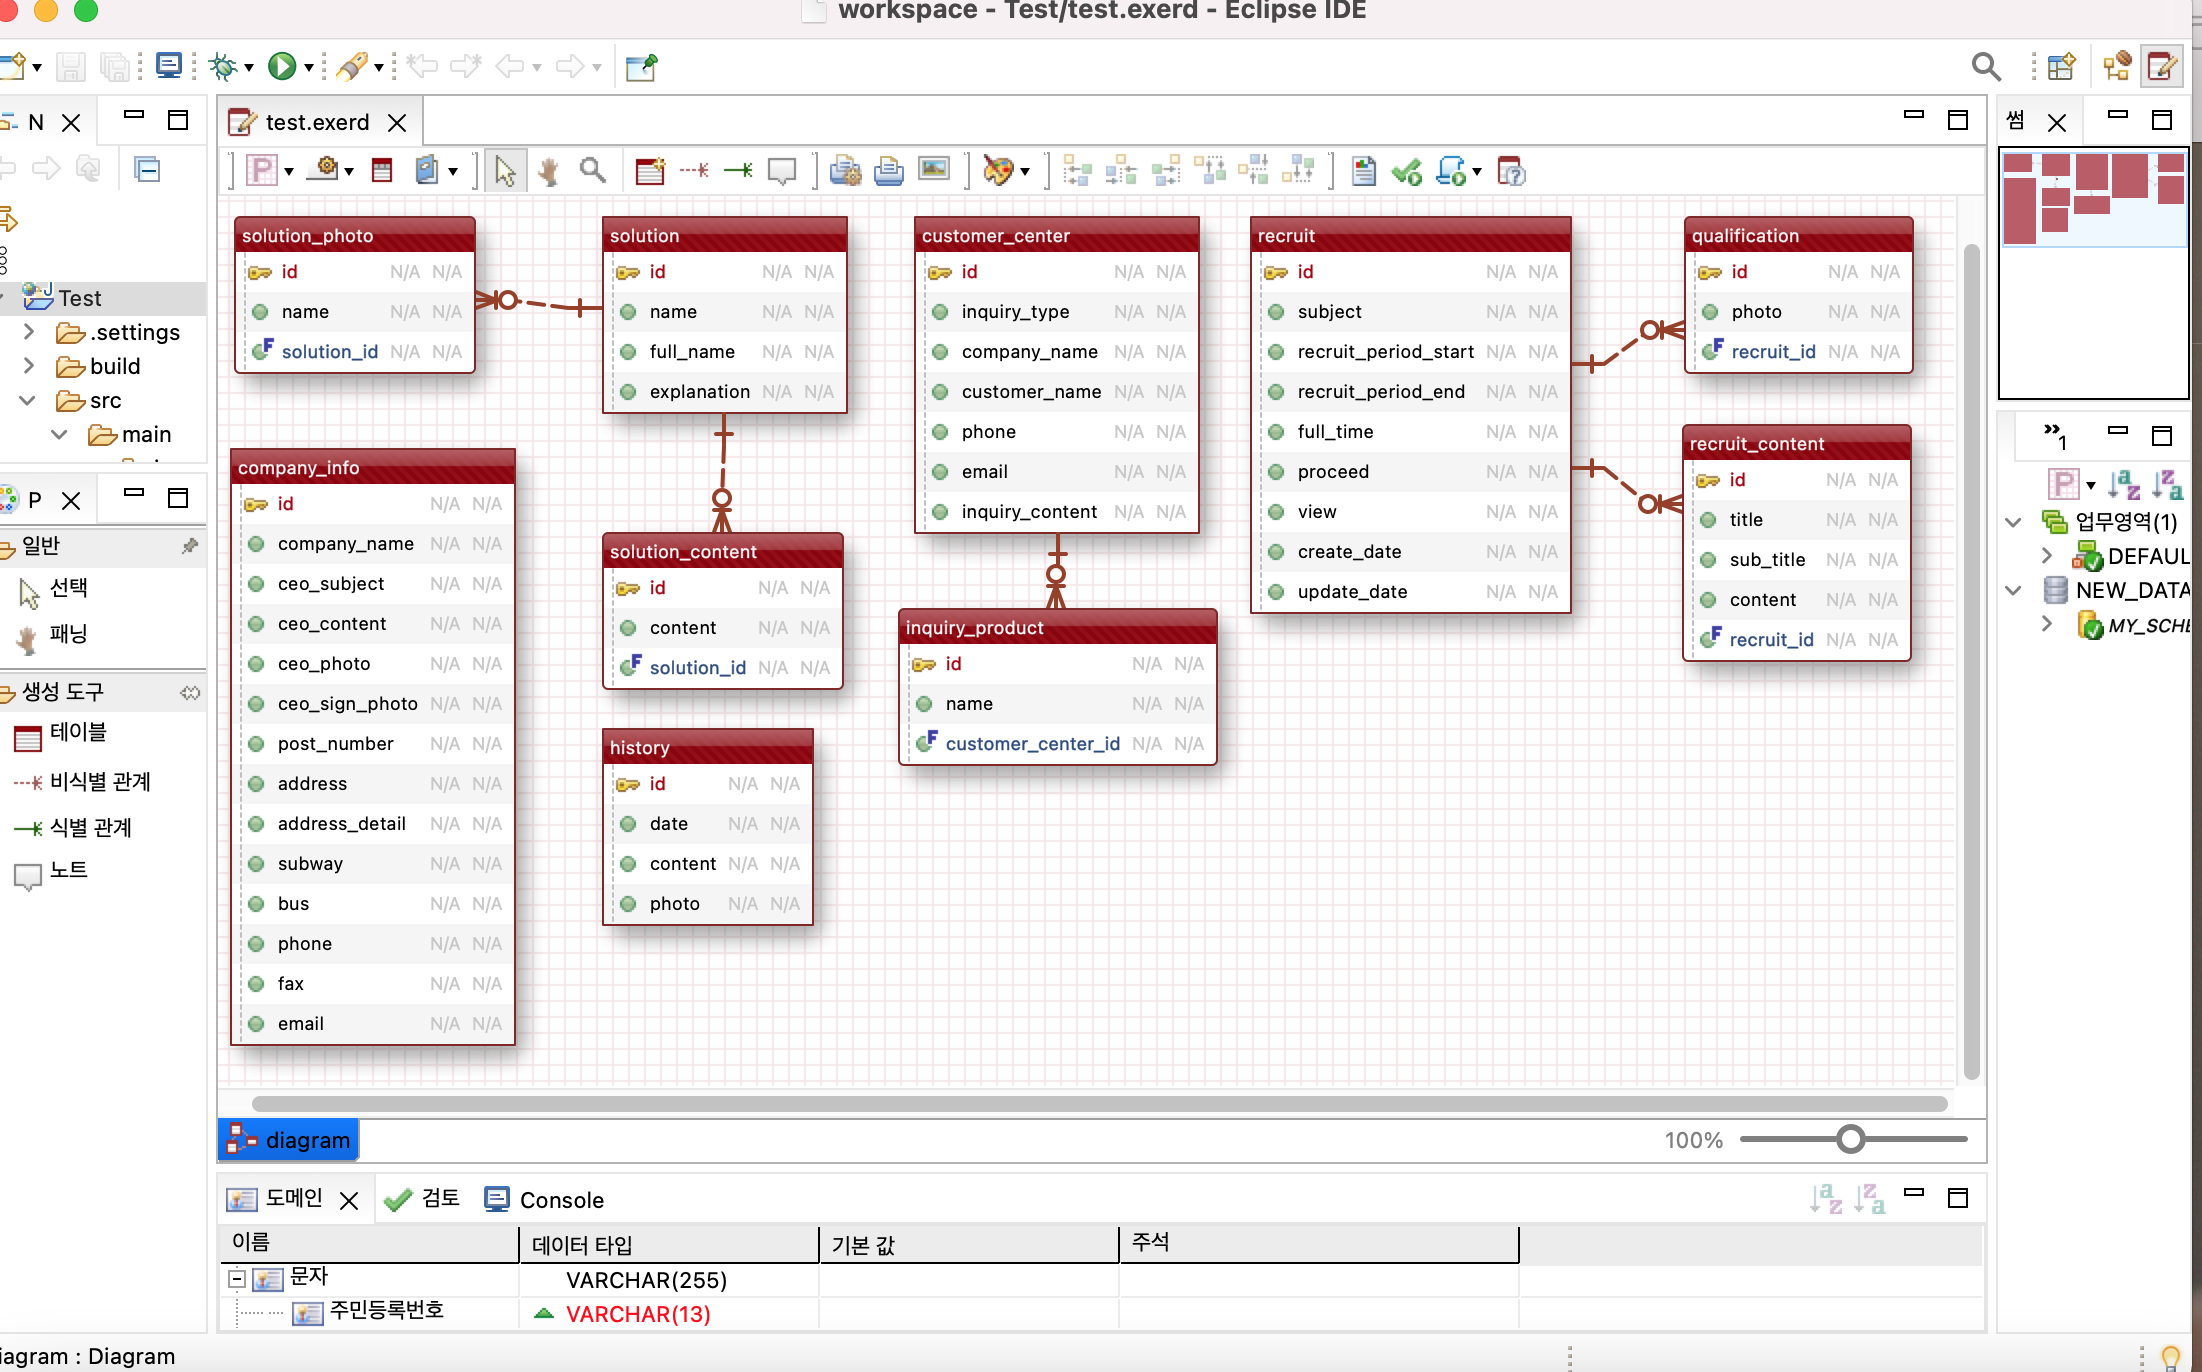 workspace - Test/test.exerd - Eclipse IDE
N
test.exerd
썸
Test
.settings
build
src
main
P
일반
선택
패닝
생성 도구
테이블
비식별 관계
식별 관계
노트
solution_photo
id N/A N/A
name N/A N/A
solution_id N/A N/A
solution
id N/A N/A
name N/A N/A
full_name N/A N/A
explanation N/A N/A
customer_center
id N/A N/A
inquiry_type N/A N/A
company_name N/A N/A
customer_name N/A N/A
phone N/A N/A
email N/A N/A
inquiry_content N/A N/A
recruit
id N/A N/A
subject N/A N/A
recruit_period_start N/A N/A
recruit_period_end N/A N/A
full_time N/A N/A
proceed N/A N/A
view N/A N/A
create_date N/A N/A
update_date N/A N/A
qualification
id N/A N/A
photo N/A N/A
recruit_id N/A N/A
recruit_content
id N/A N/A
title N/A N/A
sub_title N/A N/A
content N/A N/A
recruit_id N/A N/A
company_info
id N/A N/A
company_name N/A N/A
ceo_subject N/A N/A
ceo_content N/A N/A
ceo_photo N/A N/A
ceo_sign_photo N/A N/A
post_number N/A N/A
address N/A N/A
address_detail N/A N/A
subway N/A N/A
bus N/A N/A
phone N/A N/A
fax N/A N/A
email N/A N/A
solution_content
id N/A N/A
content N/A N/A
solution_id N/A N/A
history
id N/A N/A
date N/A N/A
content N/A N/A
photo N/A N/A
inquiry_product
id N/A N/A
name N/A N/A
customer_center_id N/A N/A
»1
P
업무영역(1)
DEFAUL
NEW_DATA
MY_SCHE
diagram
100%
도메인 검토 Console
이름 데이터 타입 기본 값 주석
문자 VARCHAR(255)
주민등록번호 VARCHAR(13)
iagram : Diagram